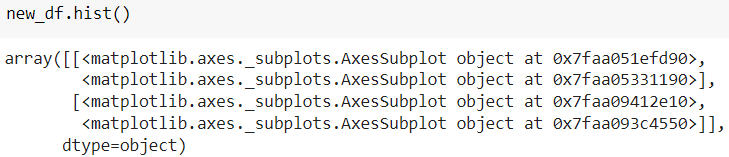 new_df.hist()
array([[<matplotlib.axes._subplots.AxesSubplot object at 0x7faa051efd90>,
<matplotlib.axes._subplots.AxesSubplot object at 0x7faa05331190>],
[<matplotlib.axes._subplots.AxesSubplot object at 0x7faa09412e10>,
<matplotlib.axes._subplots.AxesSubplot object at 0x7faa093c4550>]],
dtype=object)